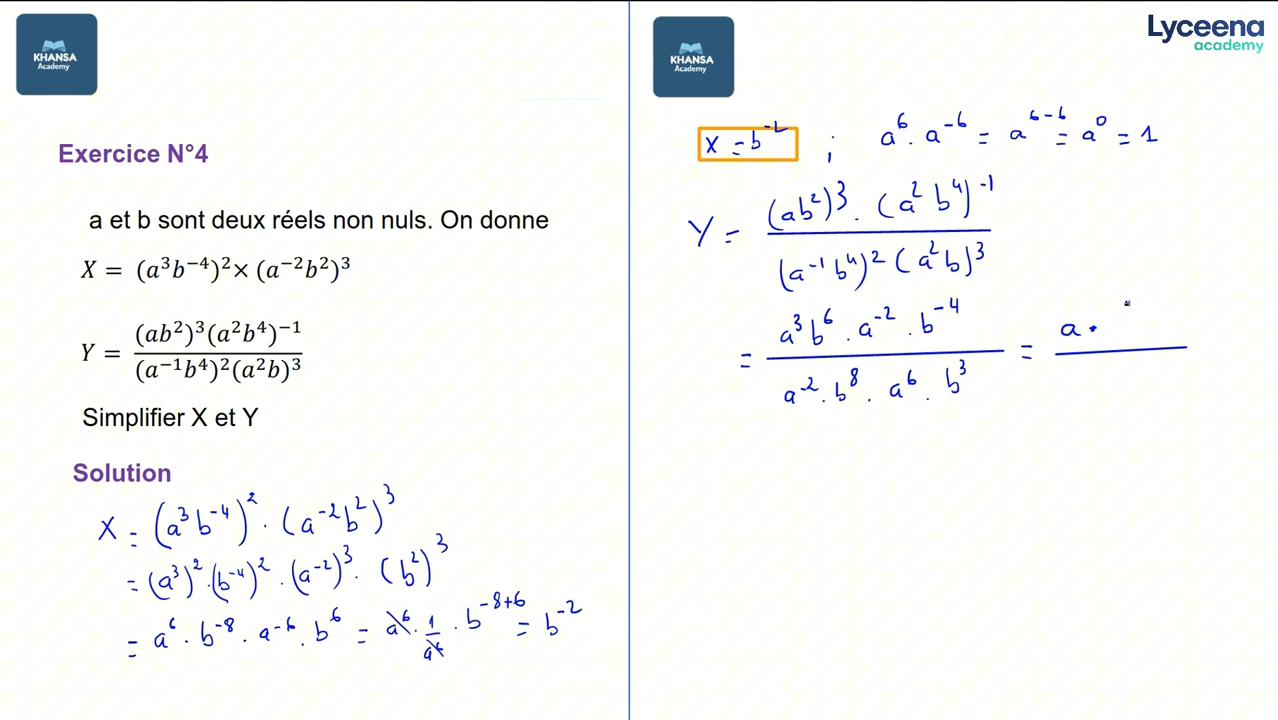 KHANSA
Academy
Exercice N°4
a et b sont deux réels non nuls. On donne
X = (a³b⁻⁴)²× (a⁻²b²)³
Y = (ab²)³(a²b⁴)⁻¹ / (a⁻¹b⁴)²(a²b)³
Simplifier X et Y
Solution
X = (a³b⁻⁴)² . (a⁻²b²)³
= (a³)² . (b⁻⁴)² . (a⁻²)³ . (b²)³
= a⁶ . b⁻⁸ . a⁻⁶ . b⁶ = a⁶ . 1/a⁶ . b⁻⁸⁺⁶ = b⁻²
KHANSA
Academy
Lyceena
academy
X = b⁻² ; a⁶ . a⁻⁶ = a⁶⁻⁶ = a⁰ = 1
Y = (ab²)³ . (a²b⁴)⁻¹ / (a⁻¹b⁴)² (a²b)³
= a³b⁶ . a⁻² . b⁻⁴ / a⁻² . b⁸ . a⁶ . b³ = a .